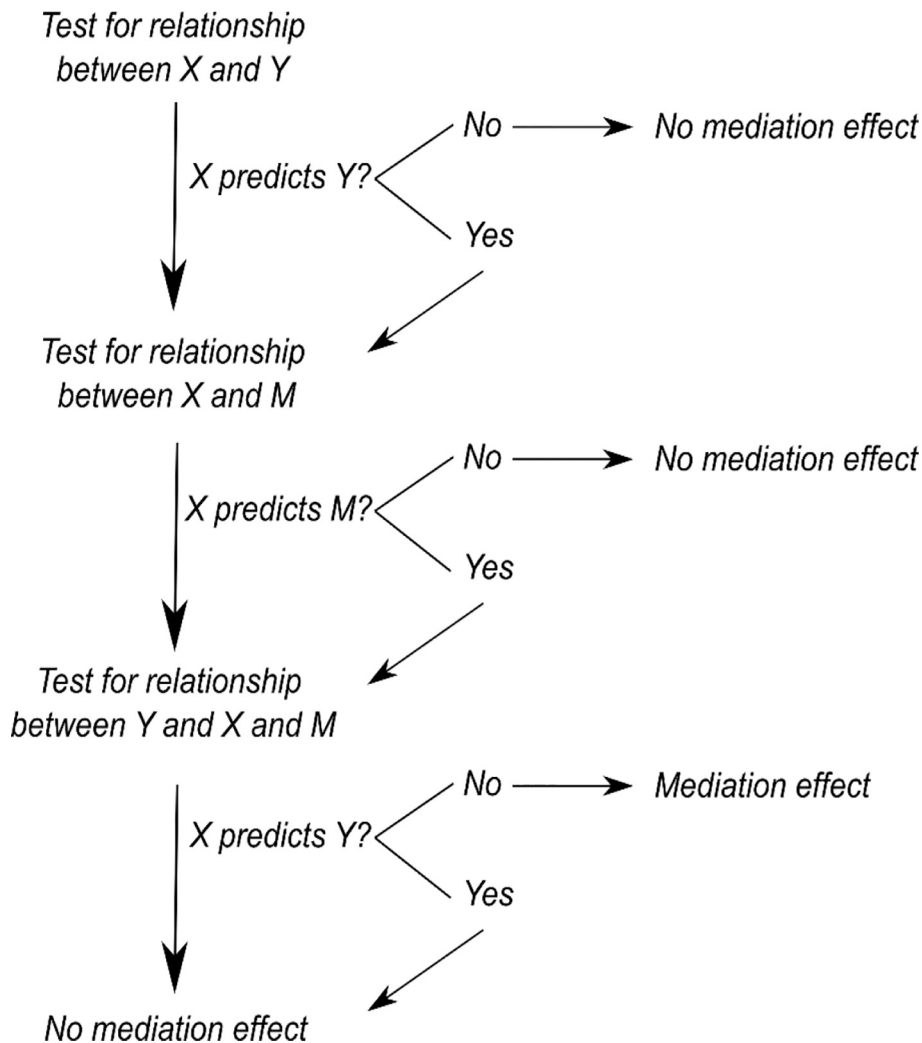 Test for relationship
between X and Y
No
No mediation effect
X predicts Y?
Yes
Test for relationship
between X and M
No
No mediation effect
X predicts M?
Yes
Test for relationship
between Y and X and M
No
Mediation effect
X predicts Y?
Yes
No mediation effect